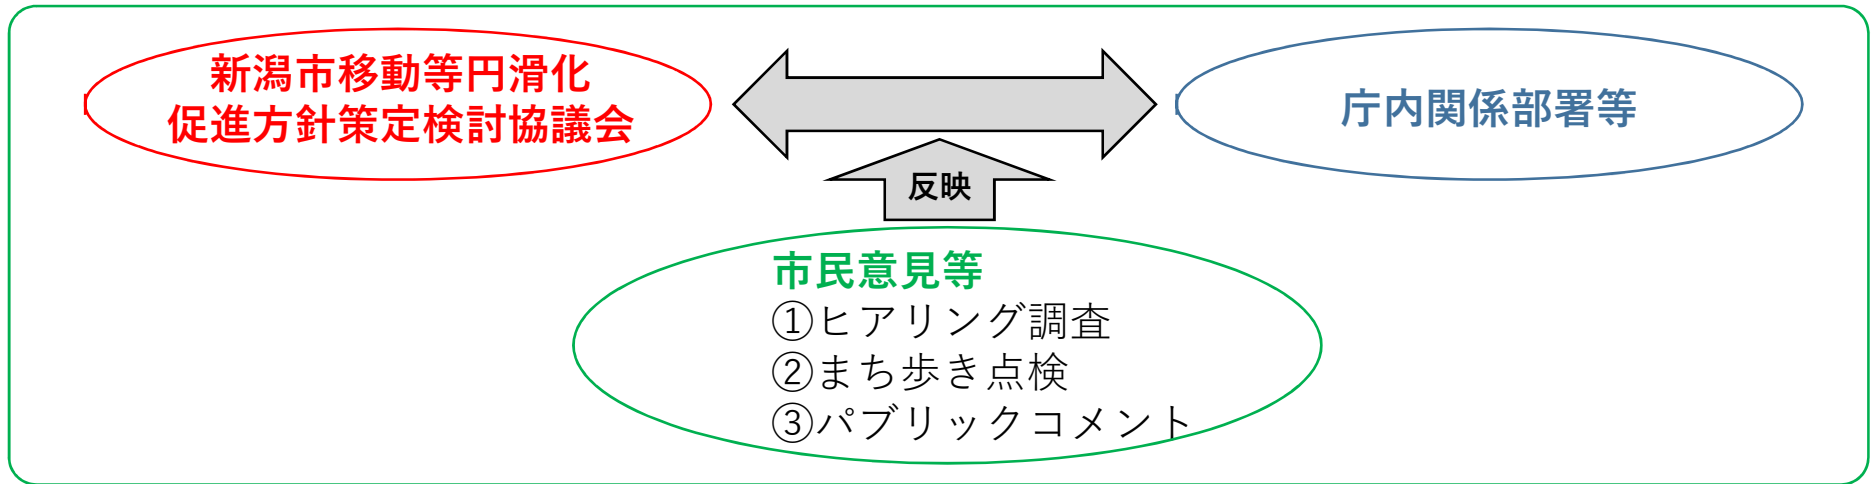 新潟市移動等円滑化
促進方針策定検討協議会
庁内関係部署等
反映
市民意見等
①ヒアリング調査
②まち歩き点検
③パブリックコメント